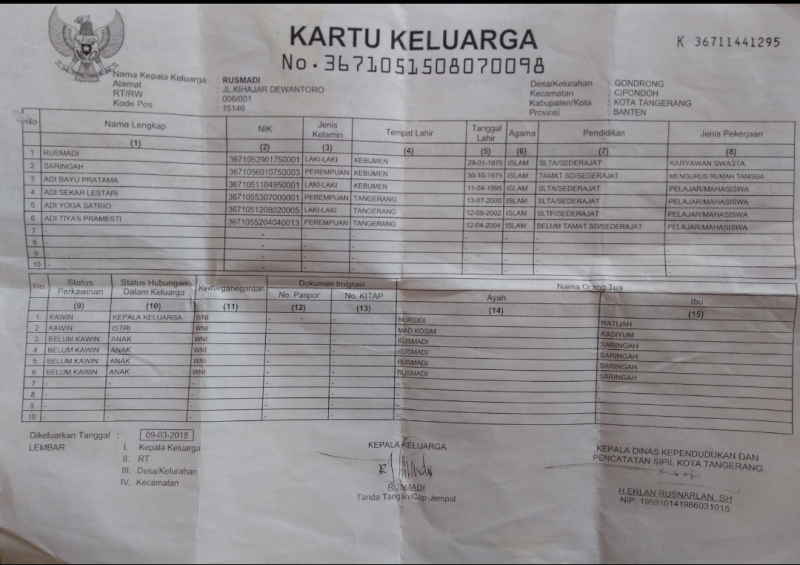 KARTU KELUARGA
No. 3671051508070098
K 36711441295
Nama Kepala Keluarga : RUSMADI
Alamat : JL.KIHAJAR DEWANTORO
RT/RW : 006/001
Kode Pos : 15146
Desa/Kelurahan : GONDRONG
Kecamatan : CIPONDOH
Kabupaten/Kota : KOTA TANGERANG
Provinsi : BANTEN
No Nama Lengkap NIK Jenis Kelamin Tempat Lahir Tanggal Lahir Agama Pendidikan Jenis Pekerjaan
(1) (2) (3) (4) (5) (6) (7) (8)
1 RUSMADI 3671052901750001 LAKI-LAKI KEBUMEN 29-01-1975 ISLAM SLTA/SEDERAJAT KARYAWAN SWASTA
2 SARINGAH 3671056010750003 PEREMPUAN KEBUMEN 30-10-1975 ISLAM TAMAT SD/SEDERAJAT MENGURUS RUMAH TANGGA
3 ADI BAYU PRATAMA 3671051104950001 LAKI-LAKI KEBUMEN 11-04-1995 ISLAM SLTA/SEDERAJAT PELAJAR/MAHASISWA
4 ADI SEKAR LESTARI 3671055307000001 PEREMPUAN TANGERANG 13-07-2000 ISLAM SLTA/SEDERAJAT PELAJAR/MAHASISWA
5 ADI YOGA SATRIO 3671051208020005 LAKI-LAKI TANGERANG 12-08-2002 ISLAM SLTP/SEDERAJAT PELAJAR/MAHASISWA
6 ADI TIYAS PRAMESTI 3671055204040013 PEREMPUAN TANGERANG 12-04-2004 ISLAM BELUM TAMAT SD/SEDERAJAT PELAJAR/MAHASISWA
7 - - - - - - - -
8 - - - - - - - -
9 - - - - - - - -
10 - - - - - - - -
No. Status Perkawinan Status Hubungan Dalam Keluarga Kewarganegaraan Dokumen Imigrasi Nama Orang Tua
No. Paspor No. KITAP Ayah Ibu
(9) (10) (11) (12) (13) (14) (15)
1 KAWIN KEPALA KELUARGA WNI - - NURSIDI RATIJAH
2 KAWIN ISTRI WNI - - MAD KOSIM KASIYUM
3 BELUM KAWIN ANAK WNI - - RUSMADI SARINGAH
4 BELUM KAWIN ANAK WNI - - RUSMADI SARINGAH
5 BELUM KAWIN ANAK WNI - - RUSMADI SARINGAH
6 BELUM KAWIN ANAK WNI - - RUSMADI SARINGAH
7 - - - - - - -
8 - - - - - - -
9 - - - - - - -
10 - - - - - - -
Dikeluarkan Tanggal : 09-03-2018
LEMBAR : I. Kepala Keluarga
II. RT
III. Desa/Kelurahan
IV. Kecamatan
KEPALA KELUARGA
RUSMADI
Tanda Tangan/Cap Jempol
KEPALA DINAS KEPENDUDUKAN DAN
PENCATATAN SIPIL KOTA TANGERANG
H.ERLAN RUSNARLAN, SH
NIP. 195910141986031015